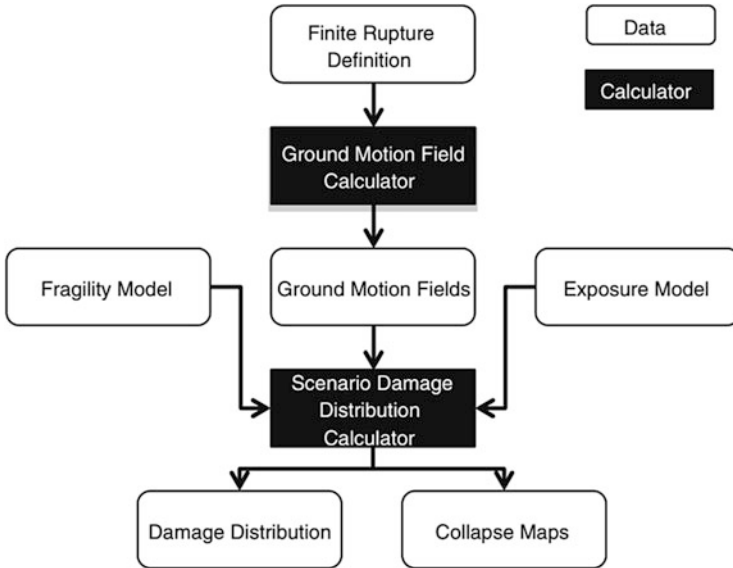 Finite Rupture
Definition
Data
Calculator
Ground Motion Field
Calculator
Fragility Model
Ground Motion Fields
Exposure Model
Scenario Damage
Distribution
Calculator
Damage Distribution
Collapse Maps